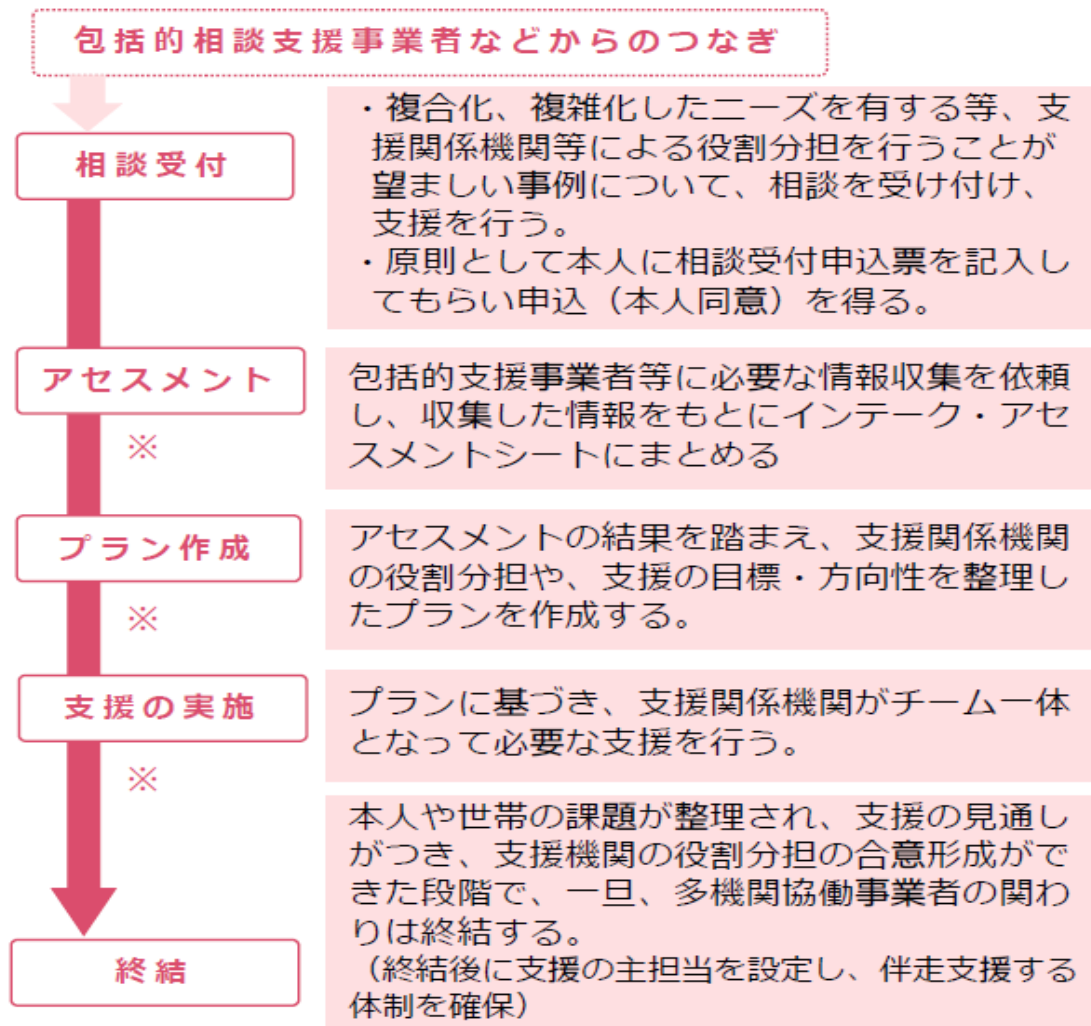 包括的相談支援事業者などからのつなぎ
相談受付
・複合化、複雑化したニーズを有する等、支
援関係機関等による役割分担を行うことが
望ましい事例について、相談を受け付け、
支援を行う。
・原則として本人に相談受付申込票を記入し
てもらい申込（本人同意）を得る。
アセスメント
※
包括的支援事業者等に必要な情報収集を依頼
し、収集した情報をもとにインテーク・アセ
スメントシートにまとめる
プラン作成
※
アセスメントの結果を踏まえ、支援関係機関
の役割分担や、支援の目標・方向性を整理し
たプランを作成する。
支援の実施
※
プランに基づき、支援関係機関がチーム一体
となって必要な支援を行う。
終結
本人や世帯の課題が整理され、支援の見通し
がつき、支援機関の役割分担の合意形成がで
きた段階で、一旦、多機関協働事業者の関わ
りは終結する。
（終結後に支援の主担当を設定し、伴走支援する
体制を確保）